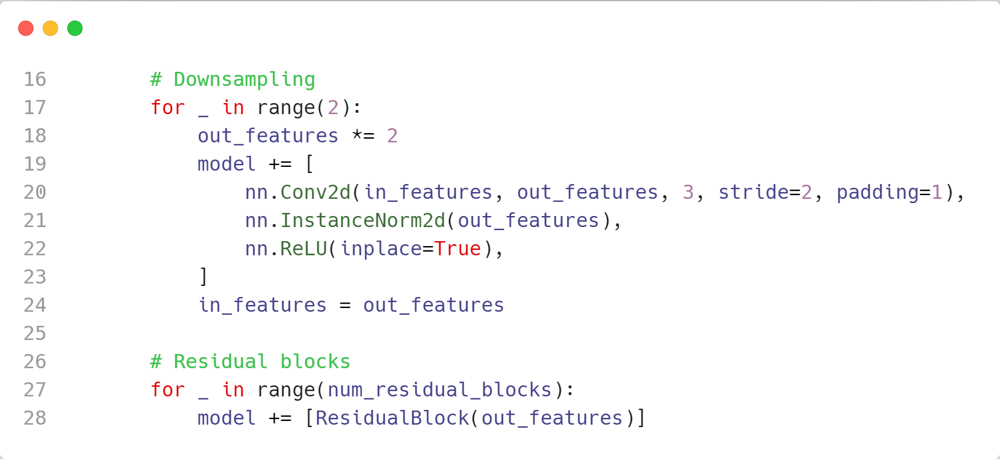 16 # Downsampling
17 for _ in range(2):
18     out_features *= 2
19     model += [
20         nn.Conv2d(in_features, out_features, 3, stride=2, padding=1),
21         nn.InstanceNorm2d(out_features),
22         nn.ReLU(inplace=True),
23     ]
24     in_features = out_features
25
26 # Residual blocks
27 for _ in range(num_residual_blocks):
28     model += [ResidualBlock(out_features)]